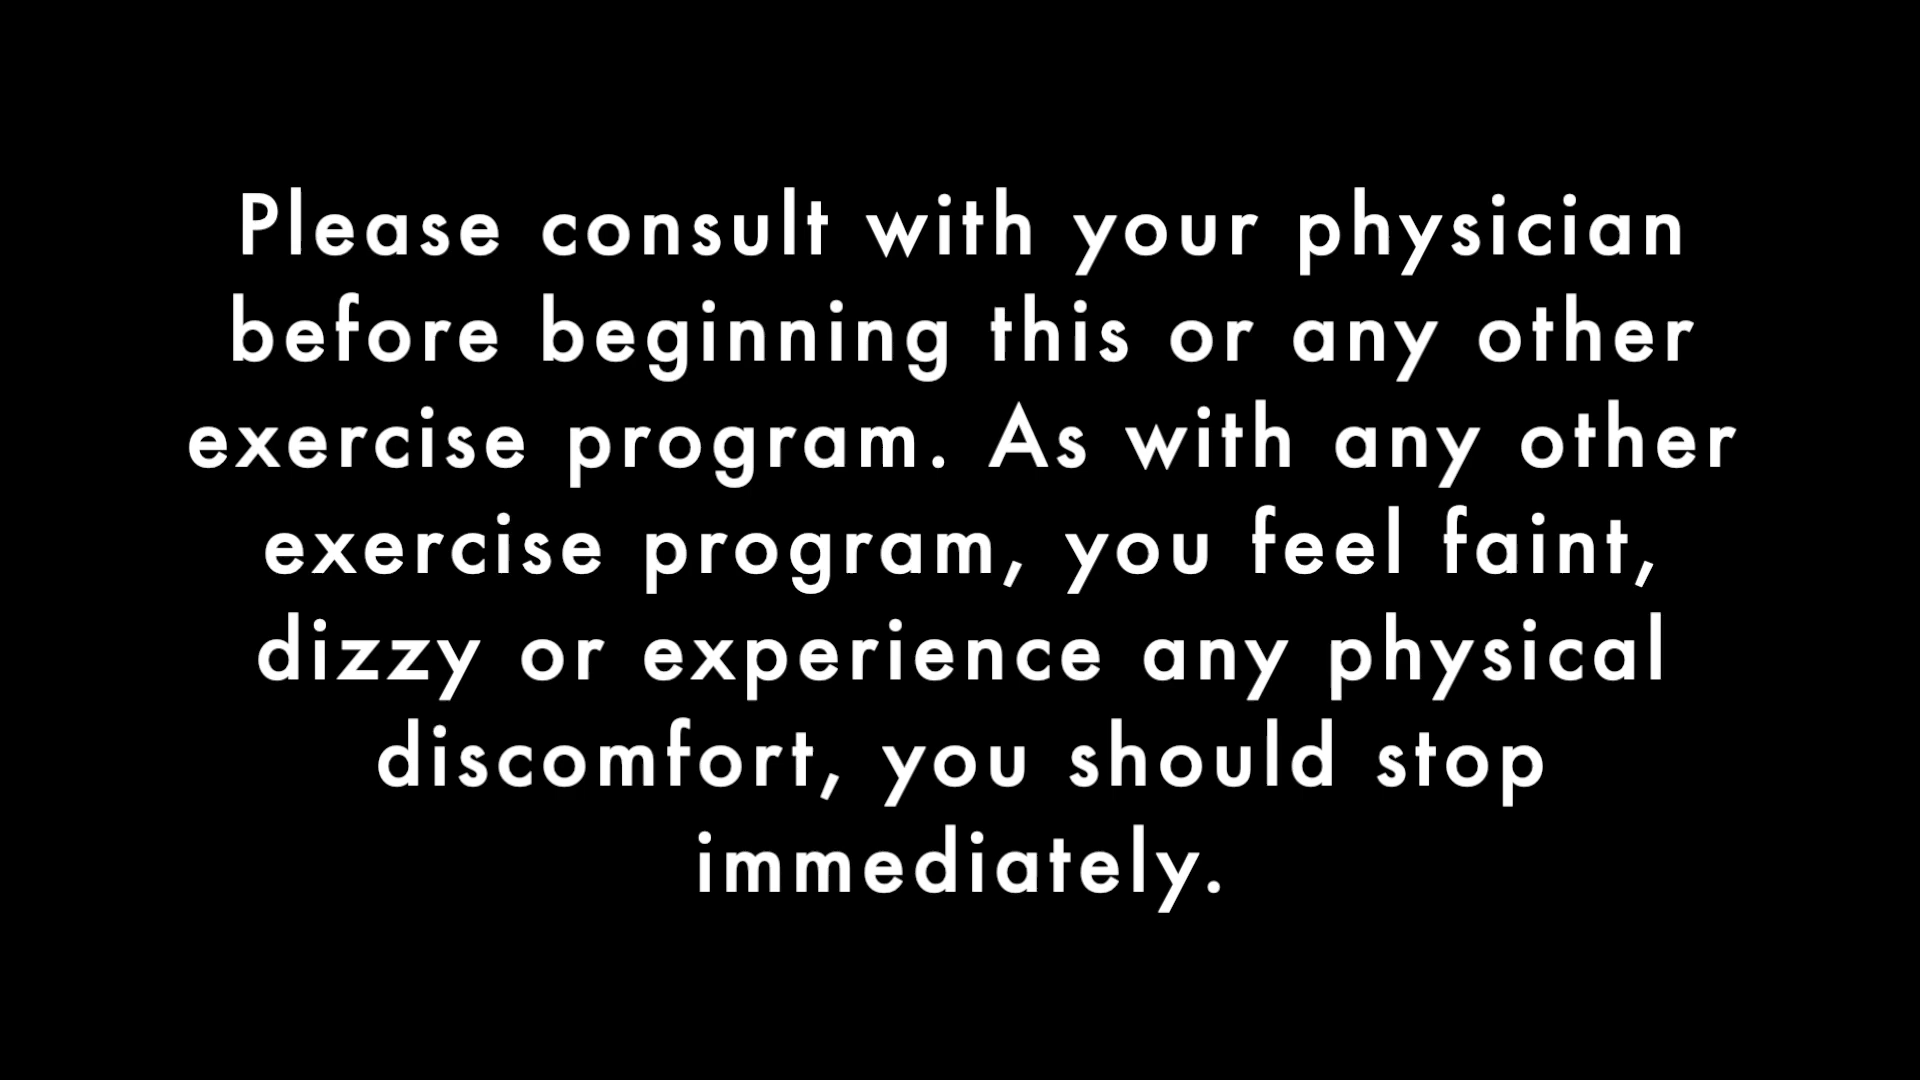 Please consult with your physician
before beginning this or any other
exercise program. As with any other
exercise program, you feel faint,
dizzy or experience any physical
discomfort, you should stop
immediately.